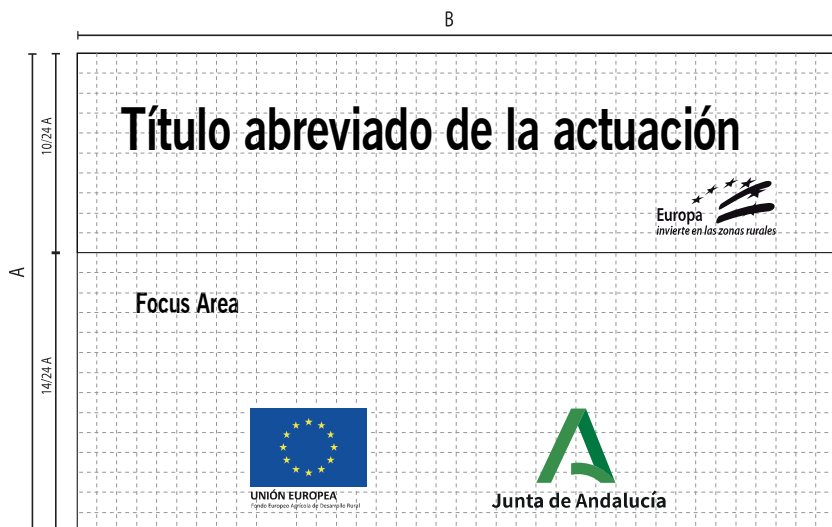 B
10/24 A
Título abreviado de la actuación
Europa
invierte en las zonas rurales
A
Focus Area
14/24 A
UNIÓN EUROPEA
Fondo Europeo Agrícola de Desarrollo Rural
Junta de Andalucía